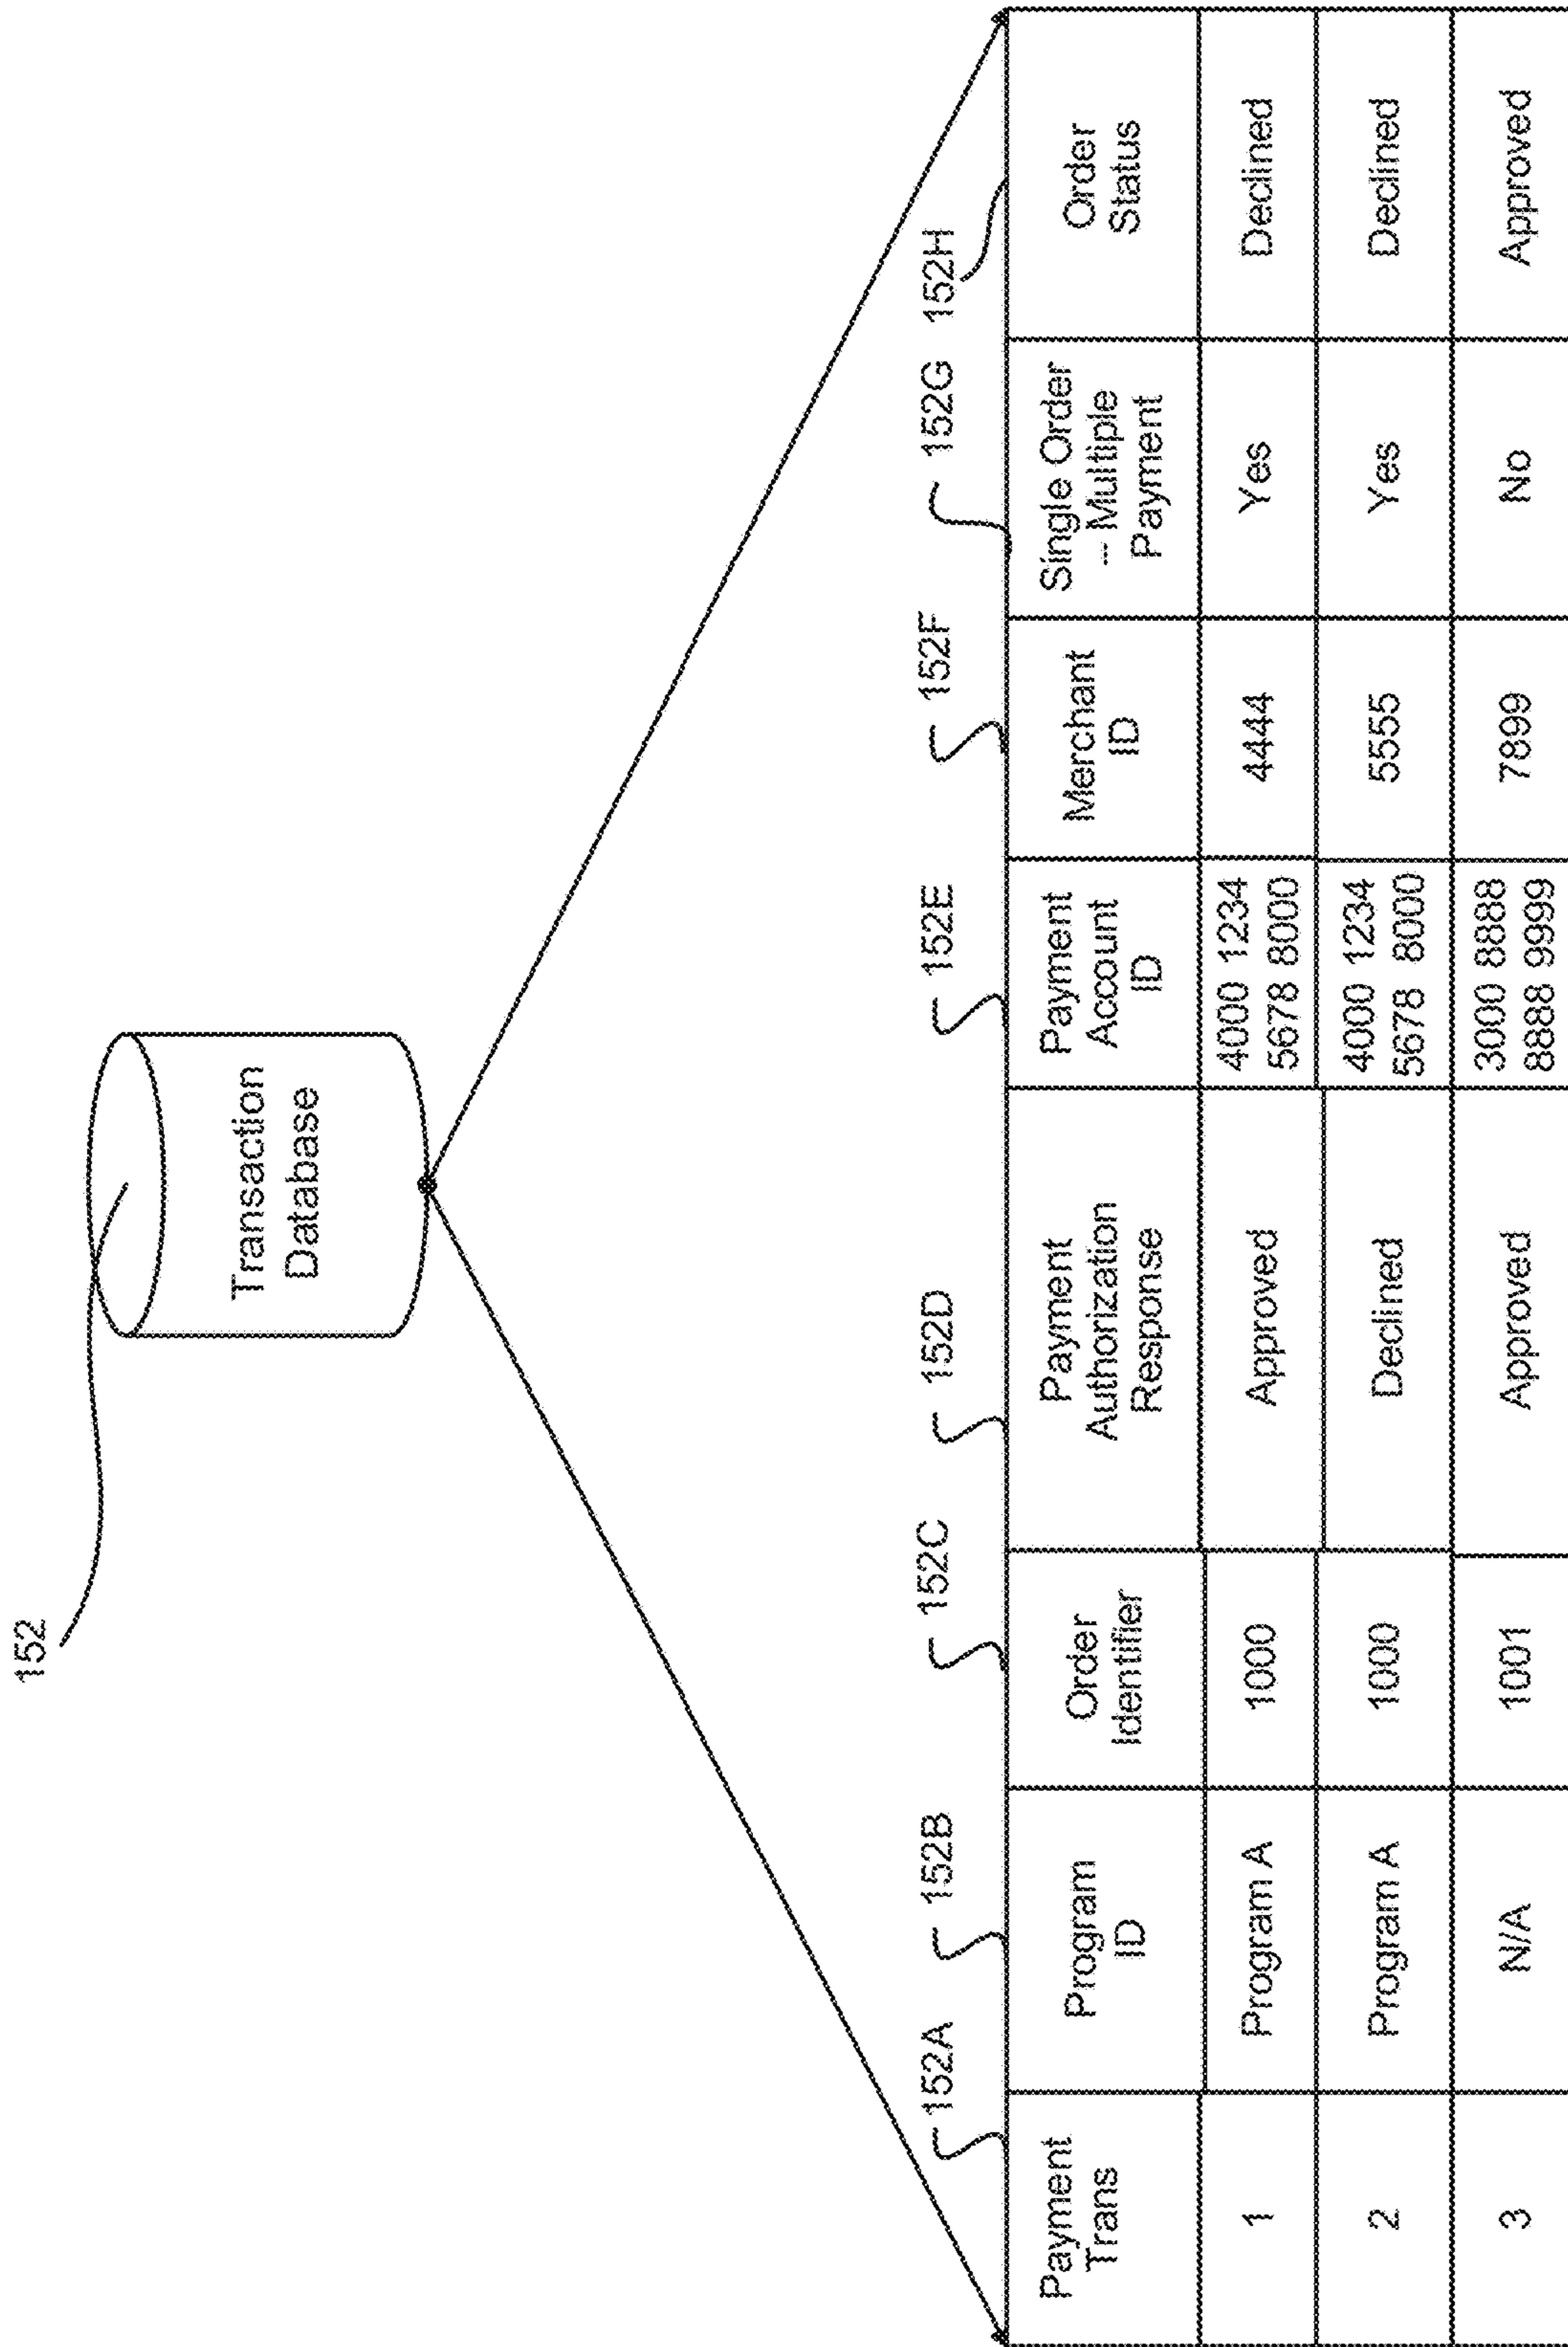 152
Transaction
Database
152A
152B
152C
152D
152E
152F
152G
152H
Payment
Trans
Program
ID
Order
Identifier
Payment
Authorization
Response
Payment
Account
ID
Merchant
ID
Single Order
-- Multiple
Payment
Order
Status
1
Program A
1000
Approved
4000 1234
5678 8000
4444
Yes
Declined
2
Program A
1000
Declined
4000 1234
5678 8000
5555
Yes
Declined
3
N/A
1001
Approved
3000 8888
8888 9999
7899
No
Approved